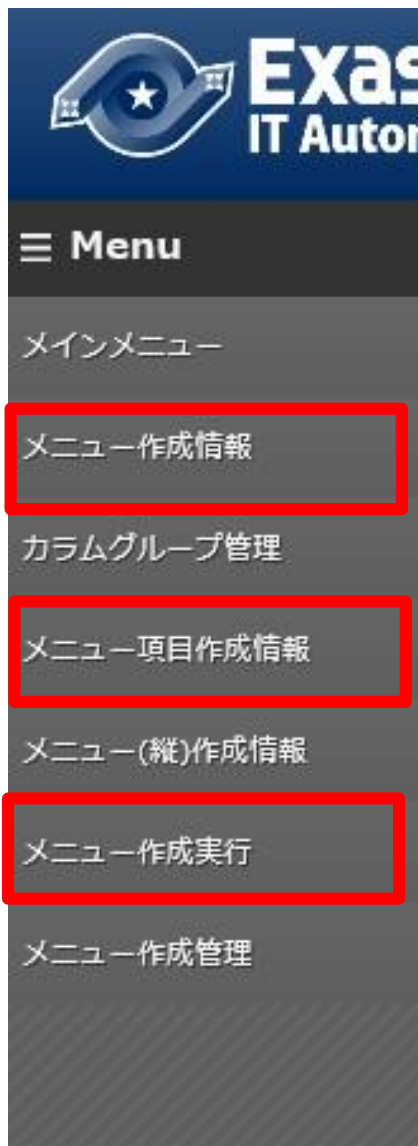 Exas
IT Autor
≡ Menu
メインメニュー
メニュー作成情報
カラムグループ管理
メニュー項目作成情報
メニュー(縦)作成情報
メニュー作成実行
メニュー作成管理